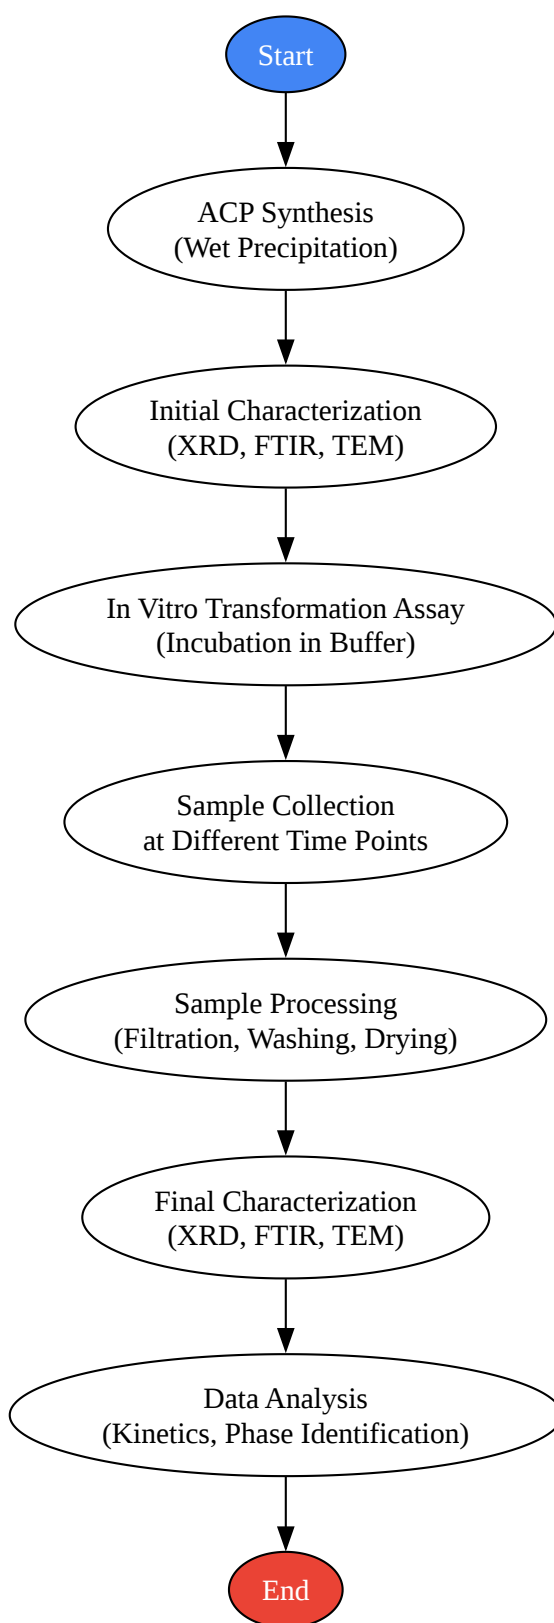 Start
ACP Synthesis
(Wet Precipitation)
Initial Characterization
(XRD, FTIR, TEM)
In Vitro Transformation Assay
(Incubation in Buffer)
Sample Collection
at Different Time Points
Sample Processing
(Filtration, Washing, Drying)
Final Characterization
(XRD, FTIR, TEM)
Data Analysis
(Kinetics, Phase Identification)
End